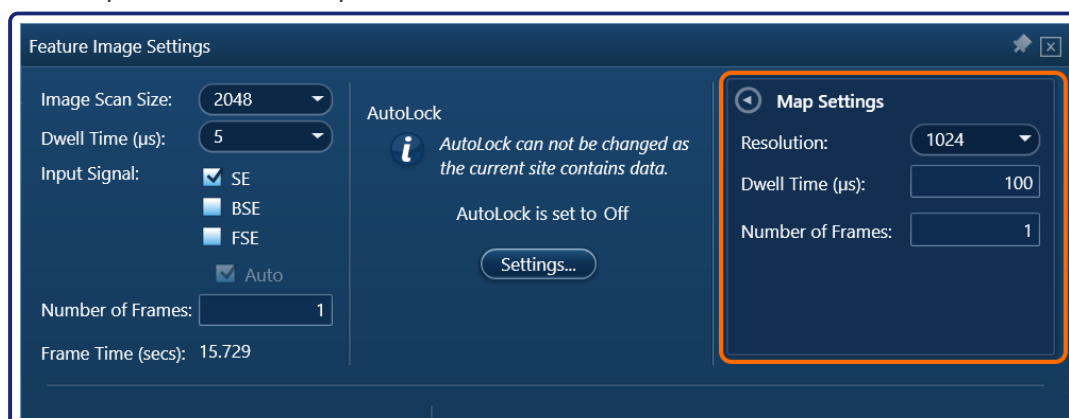 Feature Image Settings
Image Scan Size: 2048
Dwell Time (µs): 5
Input Signal: SE
BSE
FSE
Auto
Number of Frames: 1
Frame Time (secs): 15.729
AutoLock
AutoLock can not be changed as
the current site contains data.
AutoLock is set to Off
Settings...
Map Settings
Resolution: 1024
Dwell Time (µs): 100
Number of Frames: 1